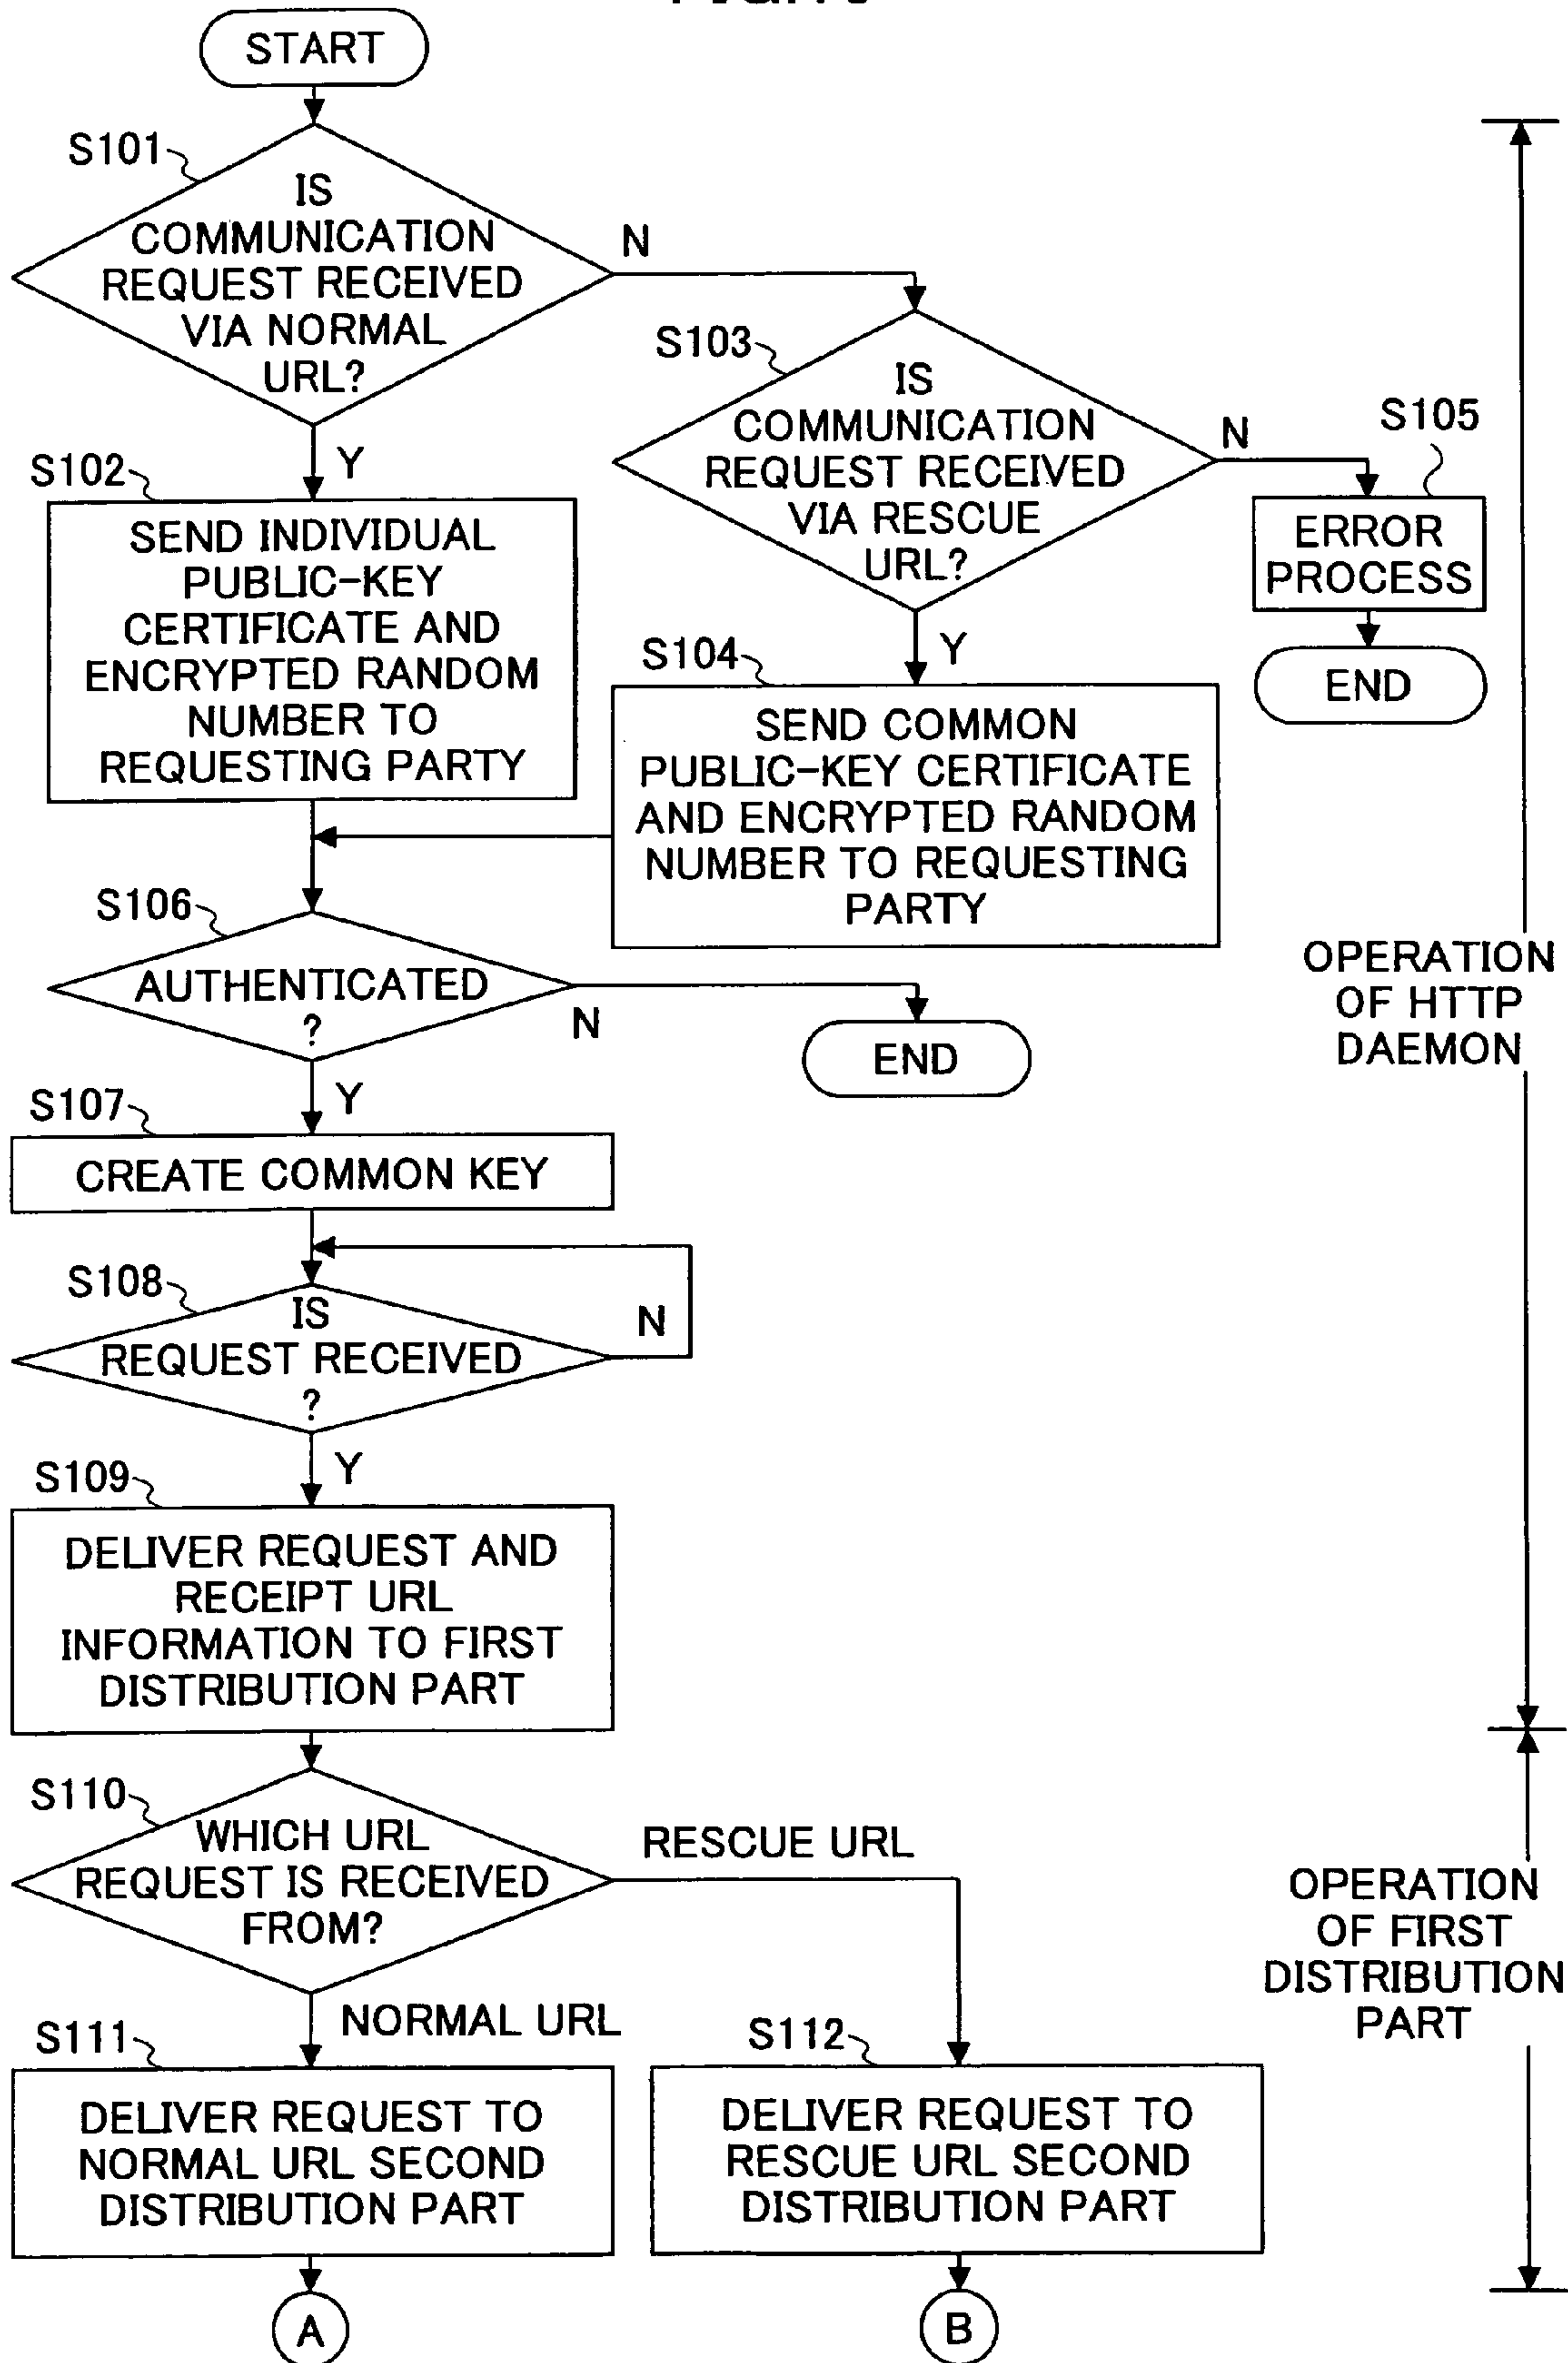 START
S101
IS
COMMUNICATION
REQUEST RECEIVED
VIA NORMAL
URL?
N
Y
S103
IS
COMMUNICATION
REQUEST RECEIVED
VIA RESCUE
URL?
N
Y
S105
ERROR
PROCESS
END
S102
SEND INDIVIDUAL
PUBLIC-KEY
CERTIFICATE AND
ENCRYPTED RANDOM
NUMBER TO
REQUESTING PARTY
S104
SEND COMMON
PUBLIC-KEY CERTIFICATE
AND ENCRYPTED RANDOM
NUMBER TO REQUESTING
PARTY
S106
AUTHENTICATED
?
N
END
Y
S107
CREATE COMMON KEY
S108
IS
REQUEST RECEIVED
?
N
Y
S109
DELIVER REQUEST AND
RECEIPT URL
INFORMATION TO FIRST
DISTRIBUTION PART
OPERATION
OF HTTP
DAEMON
S110
WHICH URL
REQUEST IS RECEIVED
FROM?
RESCUE URL
NORMAL URL
S111
DELIVER REQUEST TO
NORMAL URL SECOND
DISTRIBUTION PART
S112
DELIVER REQUEST TO
RESCUE URL SECOND
DISTRIBUTION PART
OPERATION
OF FIRST
DISTRIBUTION
PART
A
B